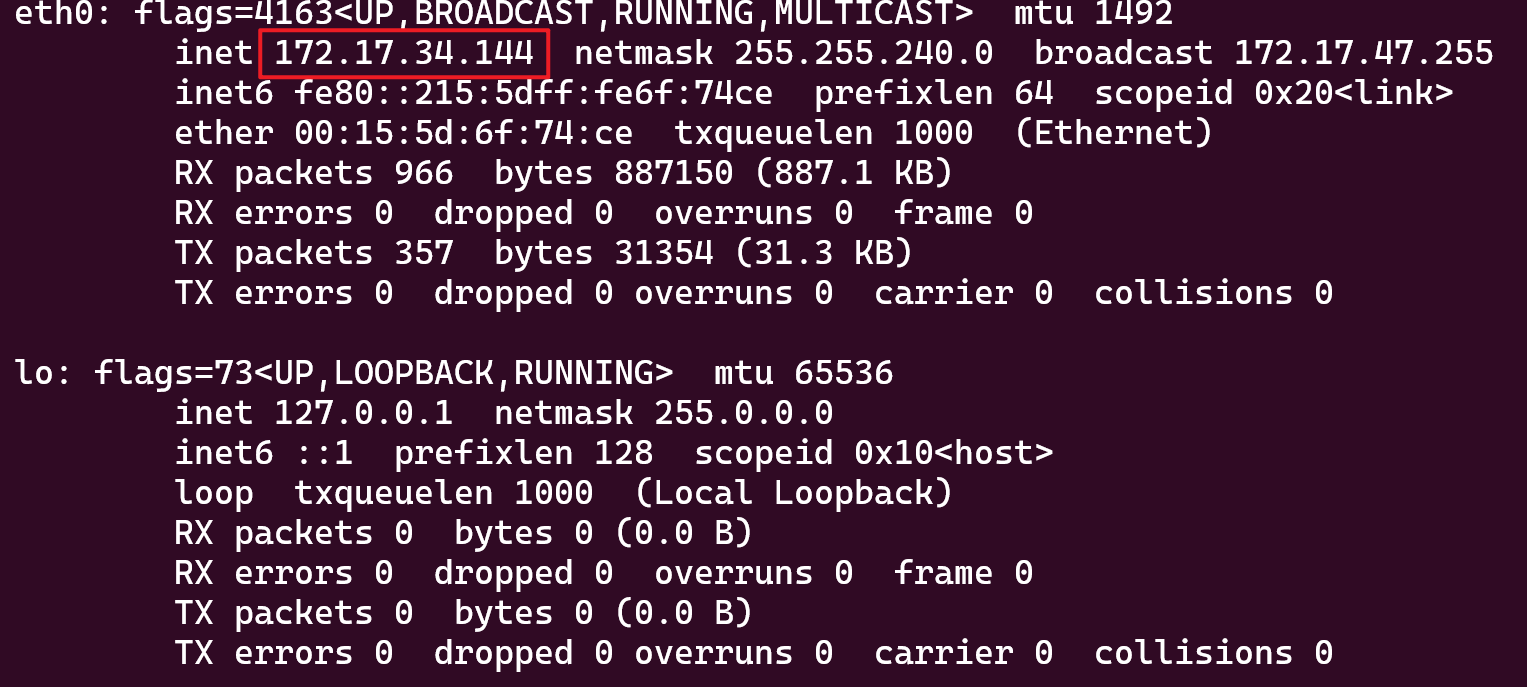 eth0: flags=4163<UP,BROADCAST,RUNNING,MULTICAST>  mtu 1492
        inet 172.17.34.144  netmask 255.255.240.0  broadcast 172.17.47.255
        inet6 fe80::215:5dff:fe6f:74ce  prefixlen 64  scopeid 0x20<link>
        ether 00:15:5d:6f:74:ce  txqueuelen 1000  (Ethernet)
        RX packets 966  bytes 887150 (887.1 KB)
        RX errors 0  dropped 0  overruns 0  frame 0
        TX packets 357  bytes 31354 (31.3 KB)
        TX errors 0  dropped 0 overruns 0  carrier 0  collisions 0

lo: flags=73<UP,LOOPBACK,RUNNING>  mtu 65536
        inet 127.0.0.1  netmask 255.0.0.0
        inet6 ::1  prefixlen 128  scopeid 0x10<host>
        loop  txqueuelen 1000  (Local Loopback)
        RX packets 0  bytes 0 (0.0 B)
        RX errors 0  dropped 0  overruns 0  frame 0
        TX packets 0  bytes 0 (0.0 B)
        TX errors 0  dropped 0 overruns 0  carrier 0  collisions 0